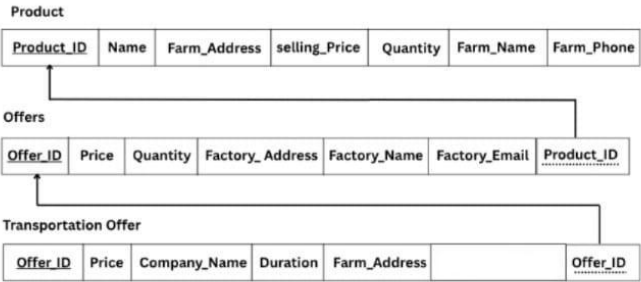 Product
Product_ID Name Farm_Address selling_Price Quantity Farm_Name Farm_Phone
Offers
Offer_ID Price Quantity Factory_ Address Factory_Name Factory_Email Product_ID
Transportation Offer
Offer_ID Price Company_Name Duration Farm_Address Offer_ID